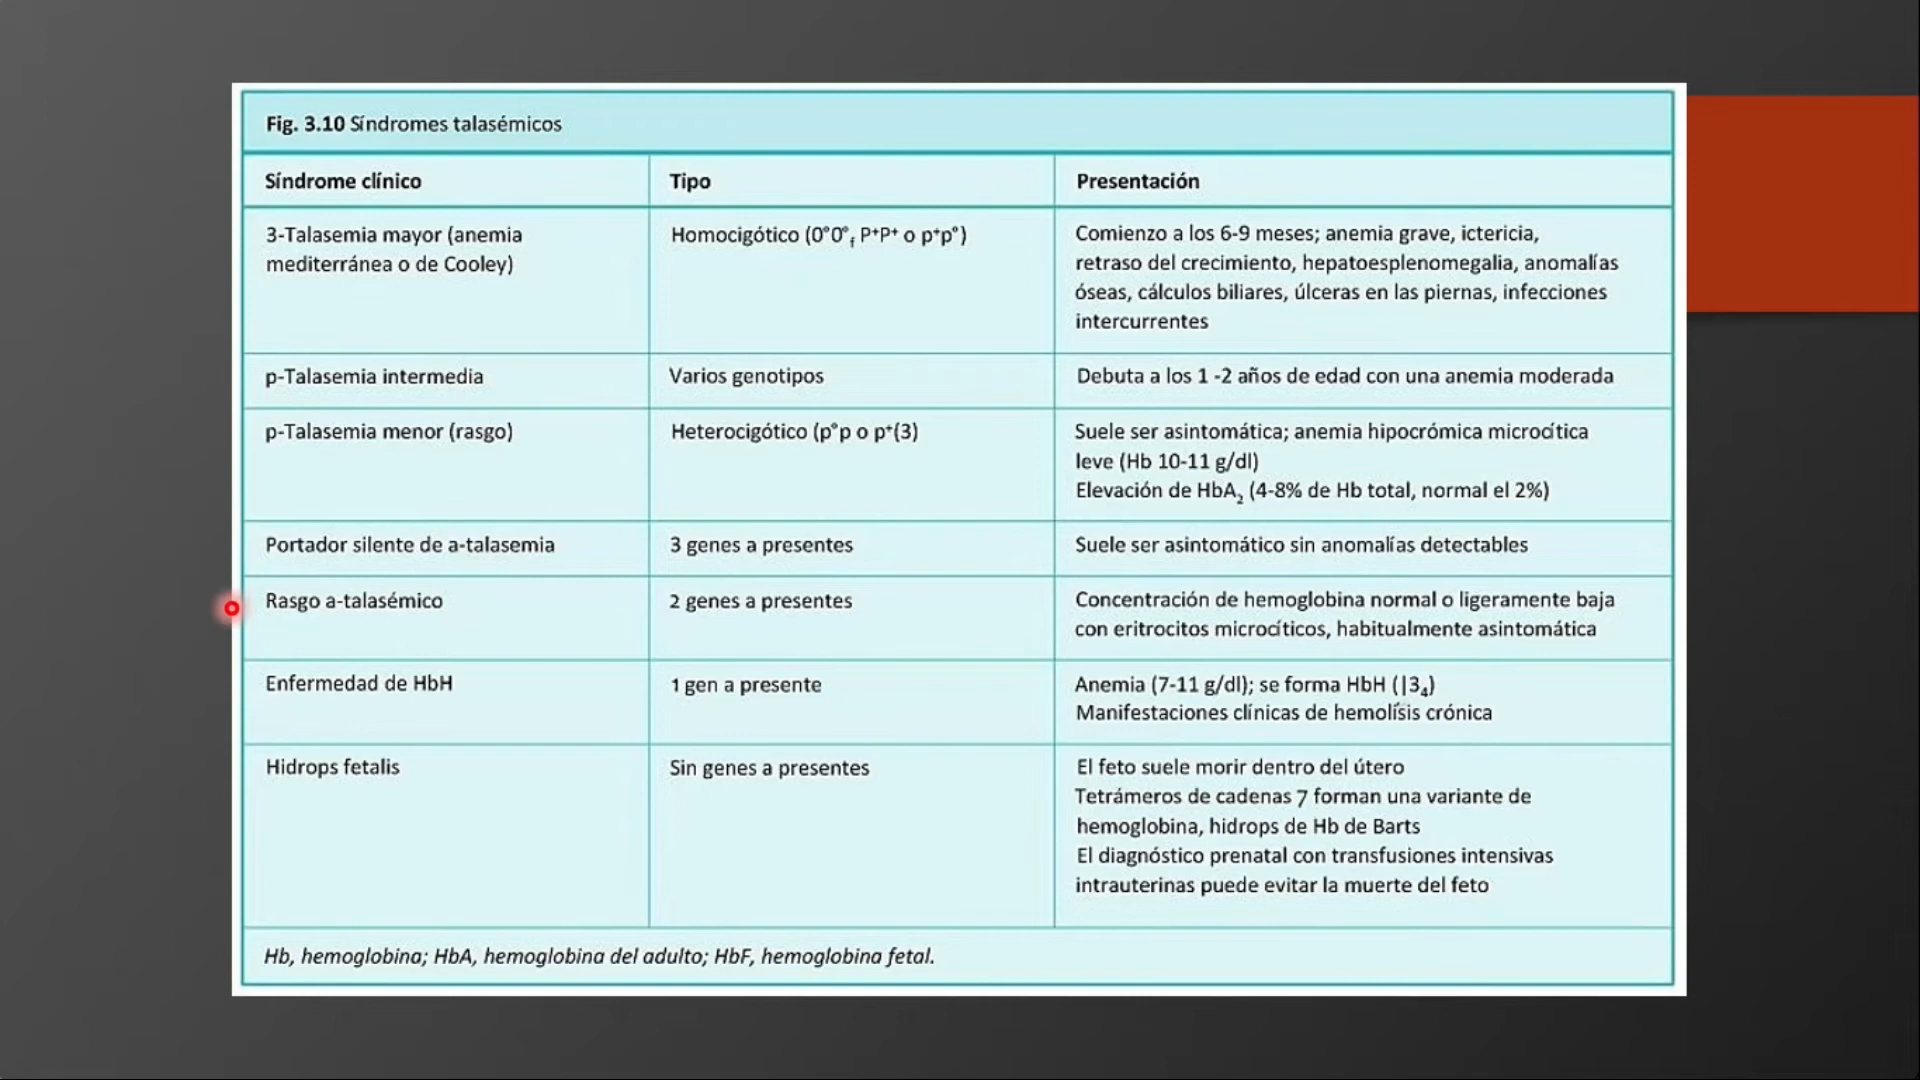 Fig. 3.10 Síndromes talasémicos
Síndrome clínico
Tipo
Presentación
3-Talasemia mayor (anemia
mediterránea o de Cooley)
Homocigótico (0°0°, P⁺P⁺ o p⁺p°)
Comienzo a los 6-9 meses; anemia grave, ictericia,
retraso del crecimiento, hepatoesplenomegalia, anomalías
óseas, cálculos biliares, úlceras en las piernas, infecciones
intercurrentes
p-Talasemia intermedia
Varios genotipos
Debuta a los 1 -2 años de edad con una anemia moderada
p-Talasemia menor (rasgo)
Heterocigótico (p°p o p⁺(3)
Suele ser asintomática; anemia hipocrómica microcítica
leve (Hb 10-11 g/dl)
Elevación de HbA₂ (4-8% de Hb total, normal el 2%)
Portador silente de a-talasemia
3 genes a presentes
Suele ser asintomático sin anomalías detectables
Rasgo a-talasémico
2 genes a presentes
Concentración de hemoglobina normal o ligeramente baja
con eritrocitos microcíticos, habitualmente asintomática
Enfermedad de HbH
1 gen a presente
Anemia (7-11 g/dl); se forma HbH (|3₄)
Manifestaciones clínicas de hemolisis crónica
Hidrops fetalis
Sin genes a presentes
El feto suele morir dentro del útero
Tetrámeros de cadenas 7 forman una variante de
hemoglobina, hidrops de Hb de Barts
El diagnóstico prenatal con transfusiones intensivas
intrauterinas puede evitar la muerte del feto
Hb, hemoglobina; HbA, hemoglobina del adulto; HbF, hemoglobina fetal.